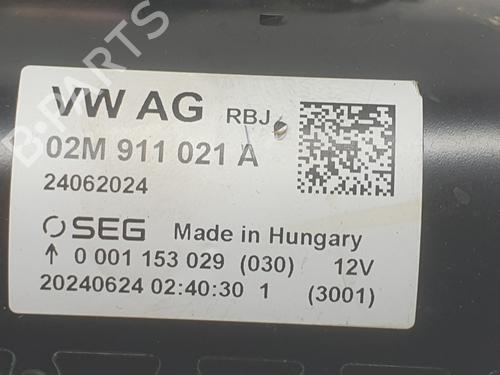 B-PARTS
VW AG RBJ
02M 911 021 A
24062024
SEG Made in Hungary
↑ 0 001 153 029 (030) 12V
20240624 02:40:30 1 (3001)